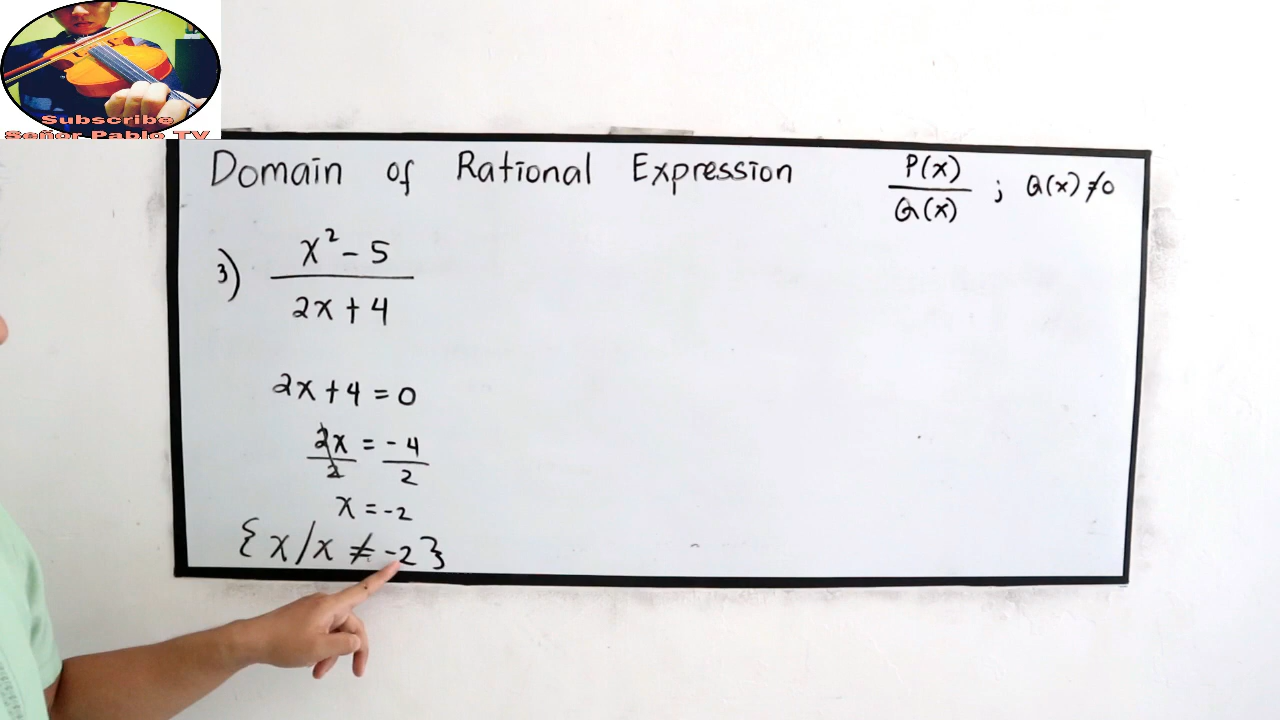 Subscribe
Señor Pablo TV
Domain of Rational Expression
P(x)/Q(x) ; Q(x) ≠ 0
3) (x² - 5)/(2x + 4)
2x + 4 = 0
2x/2 = -4/2
x = -2
{x/x ≠ -2}